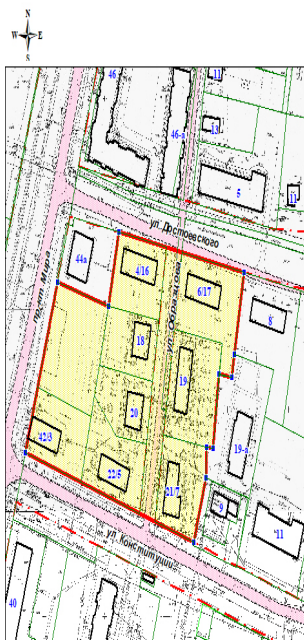 N
W E
S
46
11
46-а
13
5
11
ул. Достоевского
44а
4/16
6/17
8
просп. Мира
ул. Образцова
18
19
20
19-а
42/3
22/5
21/7
9
11
ул. Конституции
40